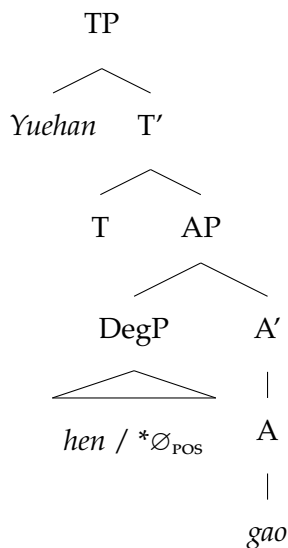 TP
Yuehan T’
T AP
DegP A’
hen / *∅POS A
gao